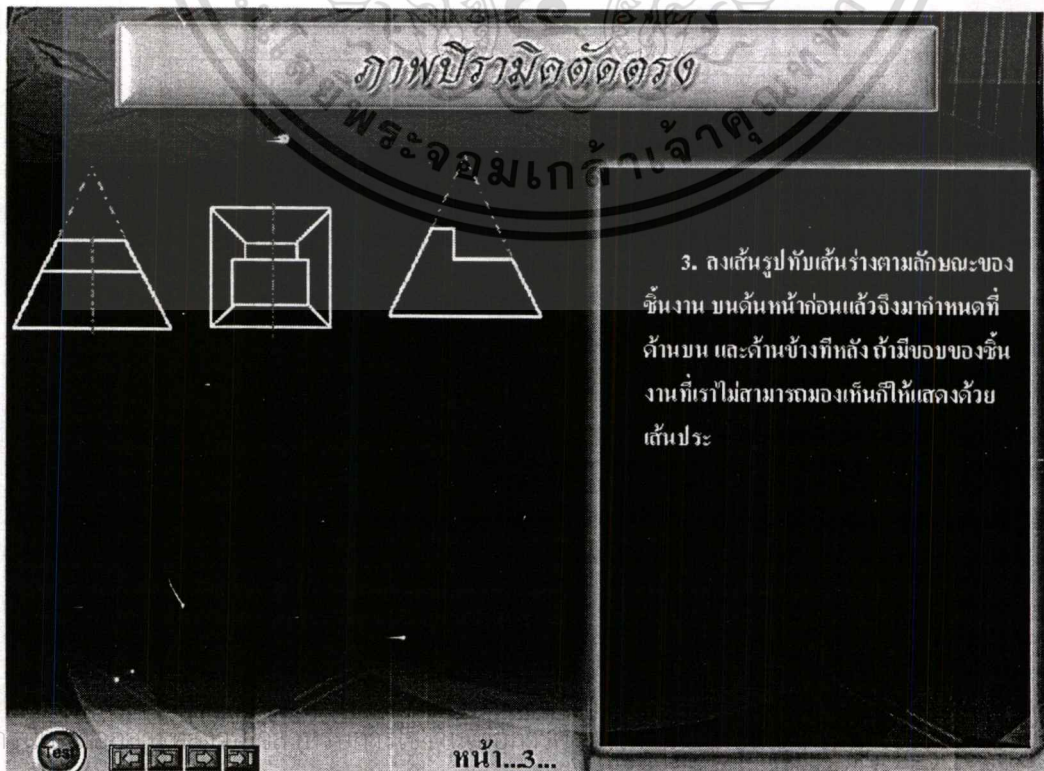 ภาพปิรามิดตัดตรง
พระจอมเกล้าเจ้าคุณทหาร
3. ลงเส้นรูปทับเส้นร่างตามลักษณะของ
ชิ้นงาน บนด้นหน้าก่อนแล้วจึงมากำหนดที่
ด้านบน และด้านข้างทีหลัง ถ้ามีขอบของชิ้น
งานที่เราไม่สามารถมองเห็นก็ให้แสดงด้วย
เส้นประ
Test
หน้า...3...